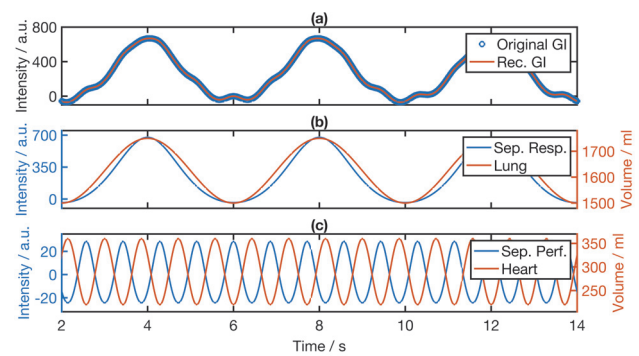 (a)
800
400
0
Intensity / a.u.
Original GI
Rec. GI
(b)
700
350
0
Intensity / a.u.
Sep. Resp.
Lung
1700
1600
1500
Volume / ml
(c)
20
0
-20
Intensity / a.u.
Sep. Perf.
Heart
350
300
250
Volume / ml
2 4 6 8 10 12 14
Time / s